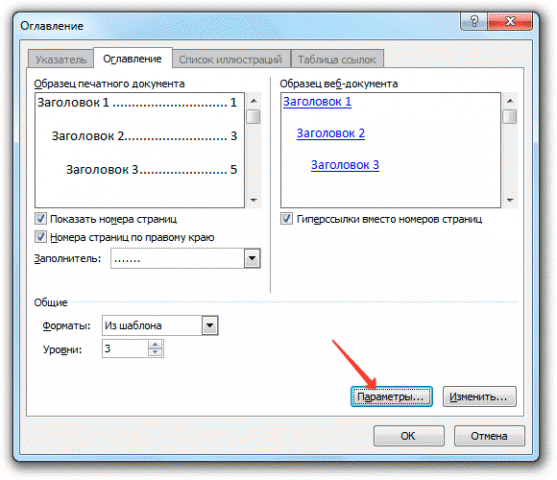 Оглавление
Указатель
Оглавление
Список иллюстраций
Таблица ссылок
Образец печатного документа
Заголовок 1 .............................. 1
Заголовок 2........................ 3
Заголовок 3.................... 5
Образец веб-документа
Заголовок 1
Заголовок 2
Заголовок 3
Показать номера страниц
Номера страниц по правому краю
Заполнитель: .......
Гиперссылки вместо номеров страниц
Общие
Форматы: Из шаблона
Уровни: 3
Параметры... Изменить...
ОК Отмена